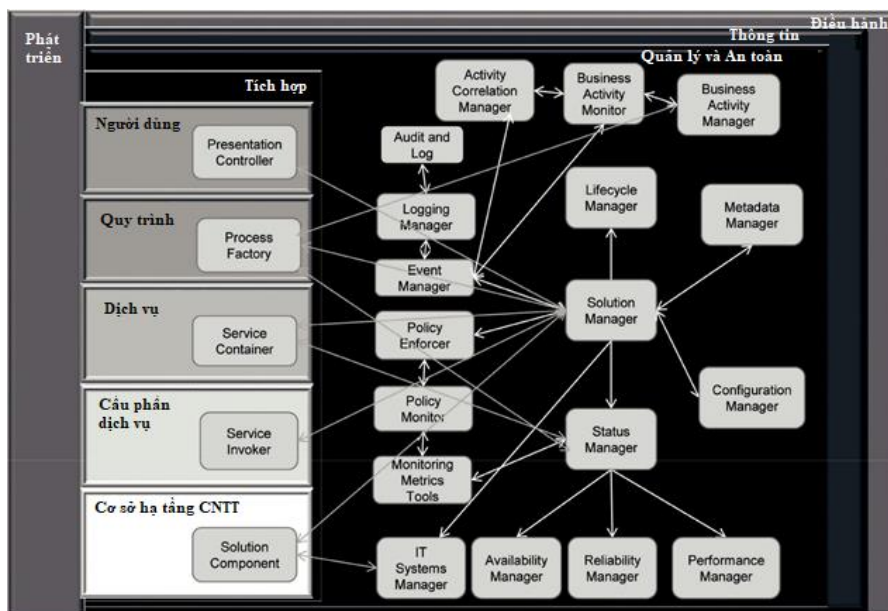 Điều hành
Thông tin
Quản lý và An toàn
Phát
triển
Tích hợp
Người dùng
Presentation
Controller
Quy trình
Process
Factory
Dịch vụ
Service
Container
Cấu phần
dịch vụ
Service
Invoker
Cơ sở hạ tầng CNTT
Solution
Component
Activity
Correlation
Manager
Business
Activity
Monitor
Business
Activity
Manager
Audit and
Log
Logging
Manager
Event
Manager
Lifecycle
Manager
Metadata
Manager
Solution
Manager
Policy
Enforcer
Policy
Monitor
Configuration
Manager
Status
Manager
Monitoring
Metrics
Tools
IT
Systems
Manager
Availability
Manager
Reliability
Manager
Performance
Manager